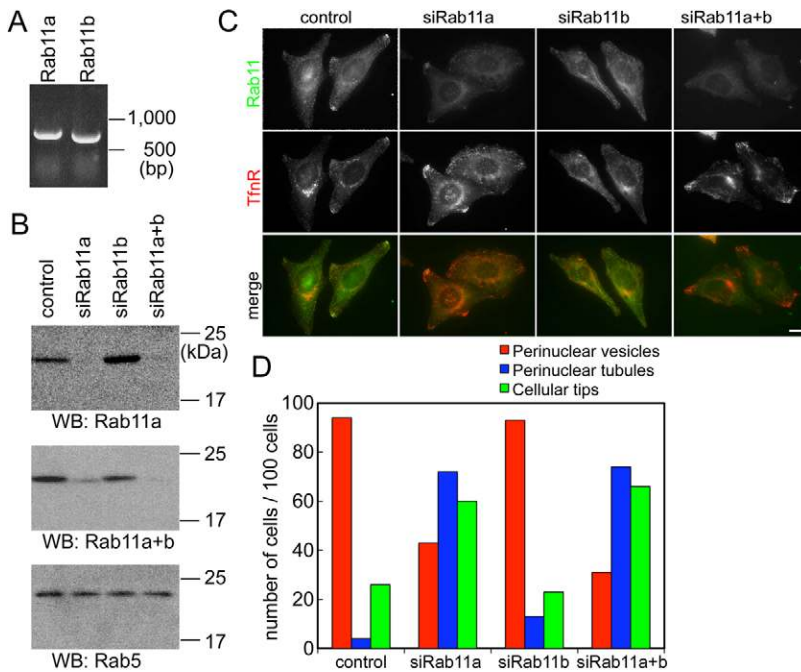 A
Rab11a
Rab11b
1,000
500
(bp)
B
control
siRab11a
siRab11b
siRab11a+b
25
(kDa)
17
WB: Rab11a
25
17
WB: Rab11a+b
25
17
WB: Rab5
C
control
siRab11a
siRab11b
siRab11a+b
Rab11
TfnR
merge
D
Perinuclear vesicles
Perinuclear tubules
Cellular tips
number of cells / 100 cells
100
80
60
40
20
0
control
siRab11a
siRab11b
siRab11a+b